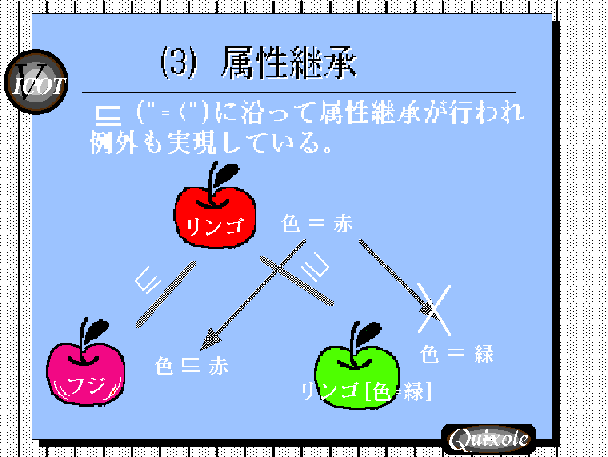 ICOT
(3) 属性継承
⊑ ("=<")に沿って属性継承が行われ
例外も実現している。
リンゴ
色 = 赤
⊑
⊑
フジ
色 ⊑ 赤
リンゴ[色=緑]
色 = 緑
Quixote